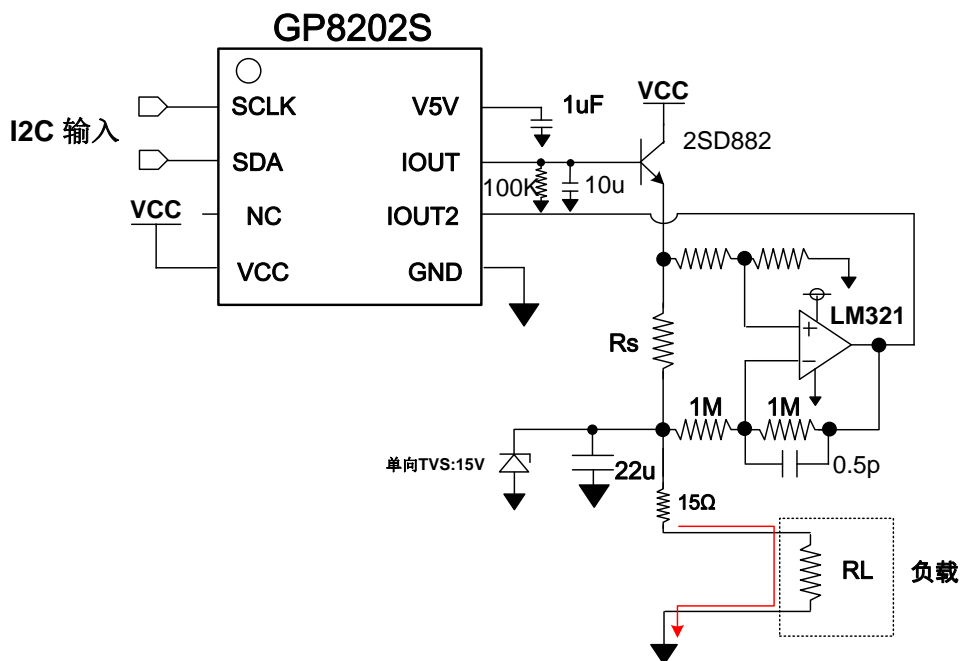 GP8202S
I2C 输入
SCLK
SDA
NC
VCC
V5V
IOUT
IOUT2
GND
VCC
1uF
100K
10u
VCC
2SD882
LM321
+
−
Rs
1M
1M
0.5p
单向TVS:15V
22u
15Ω
RL
负载